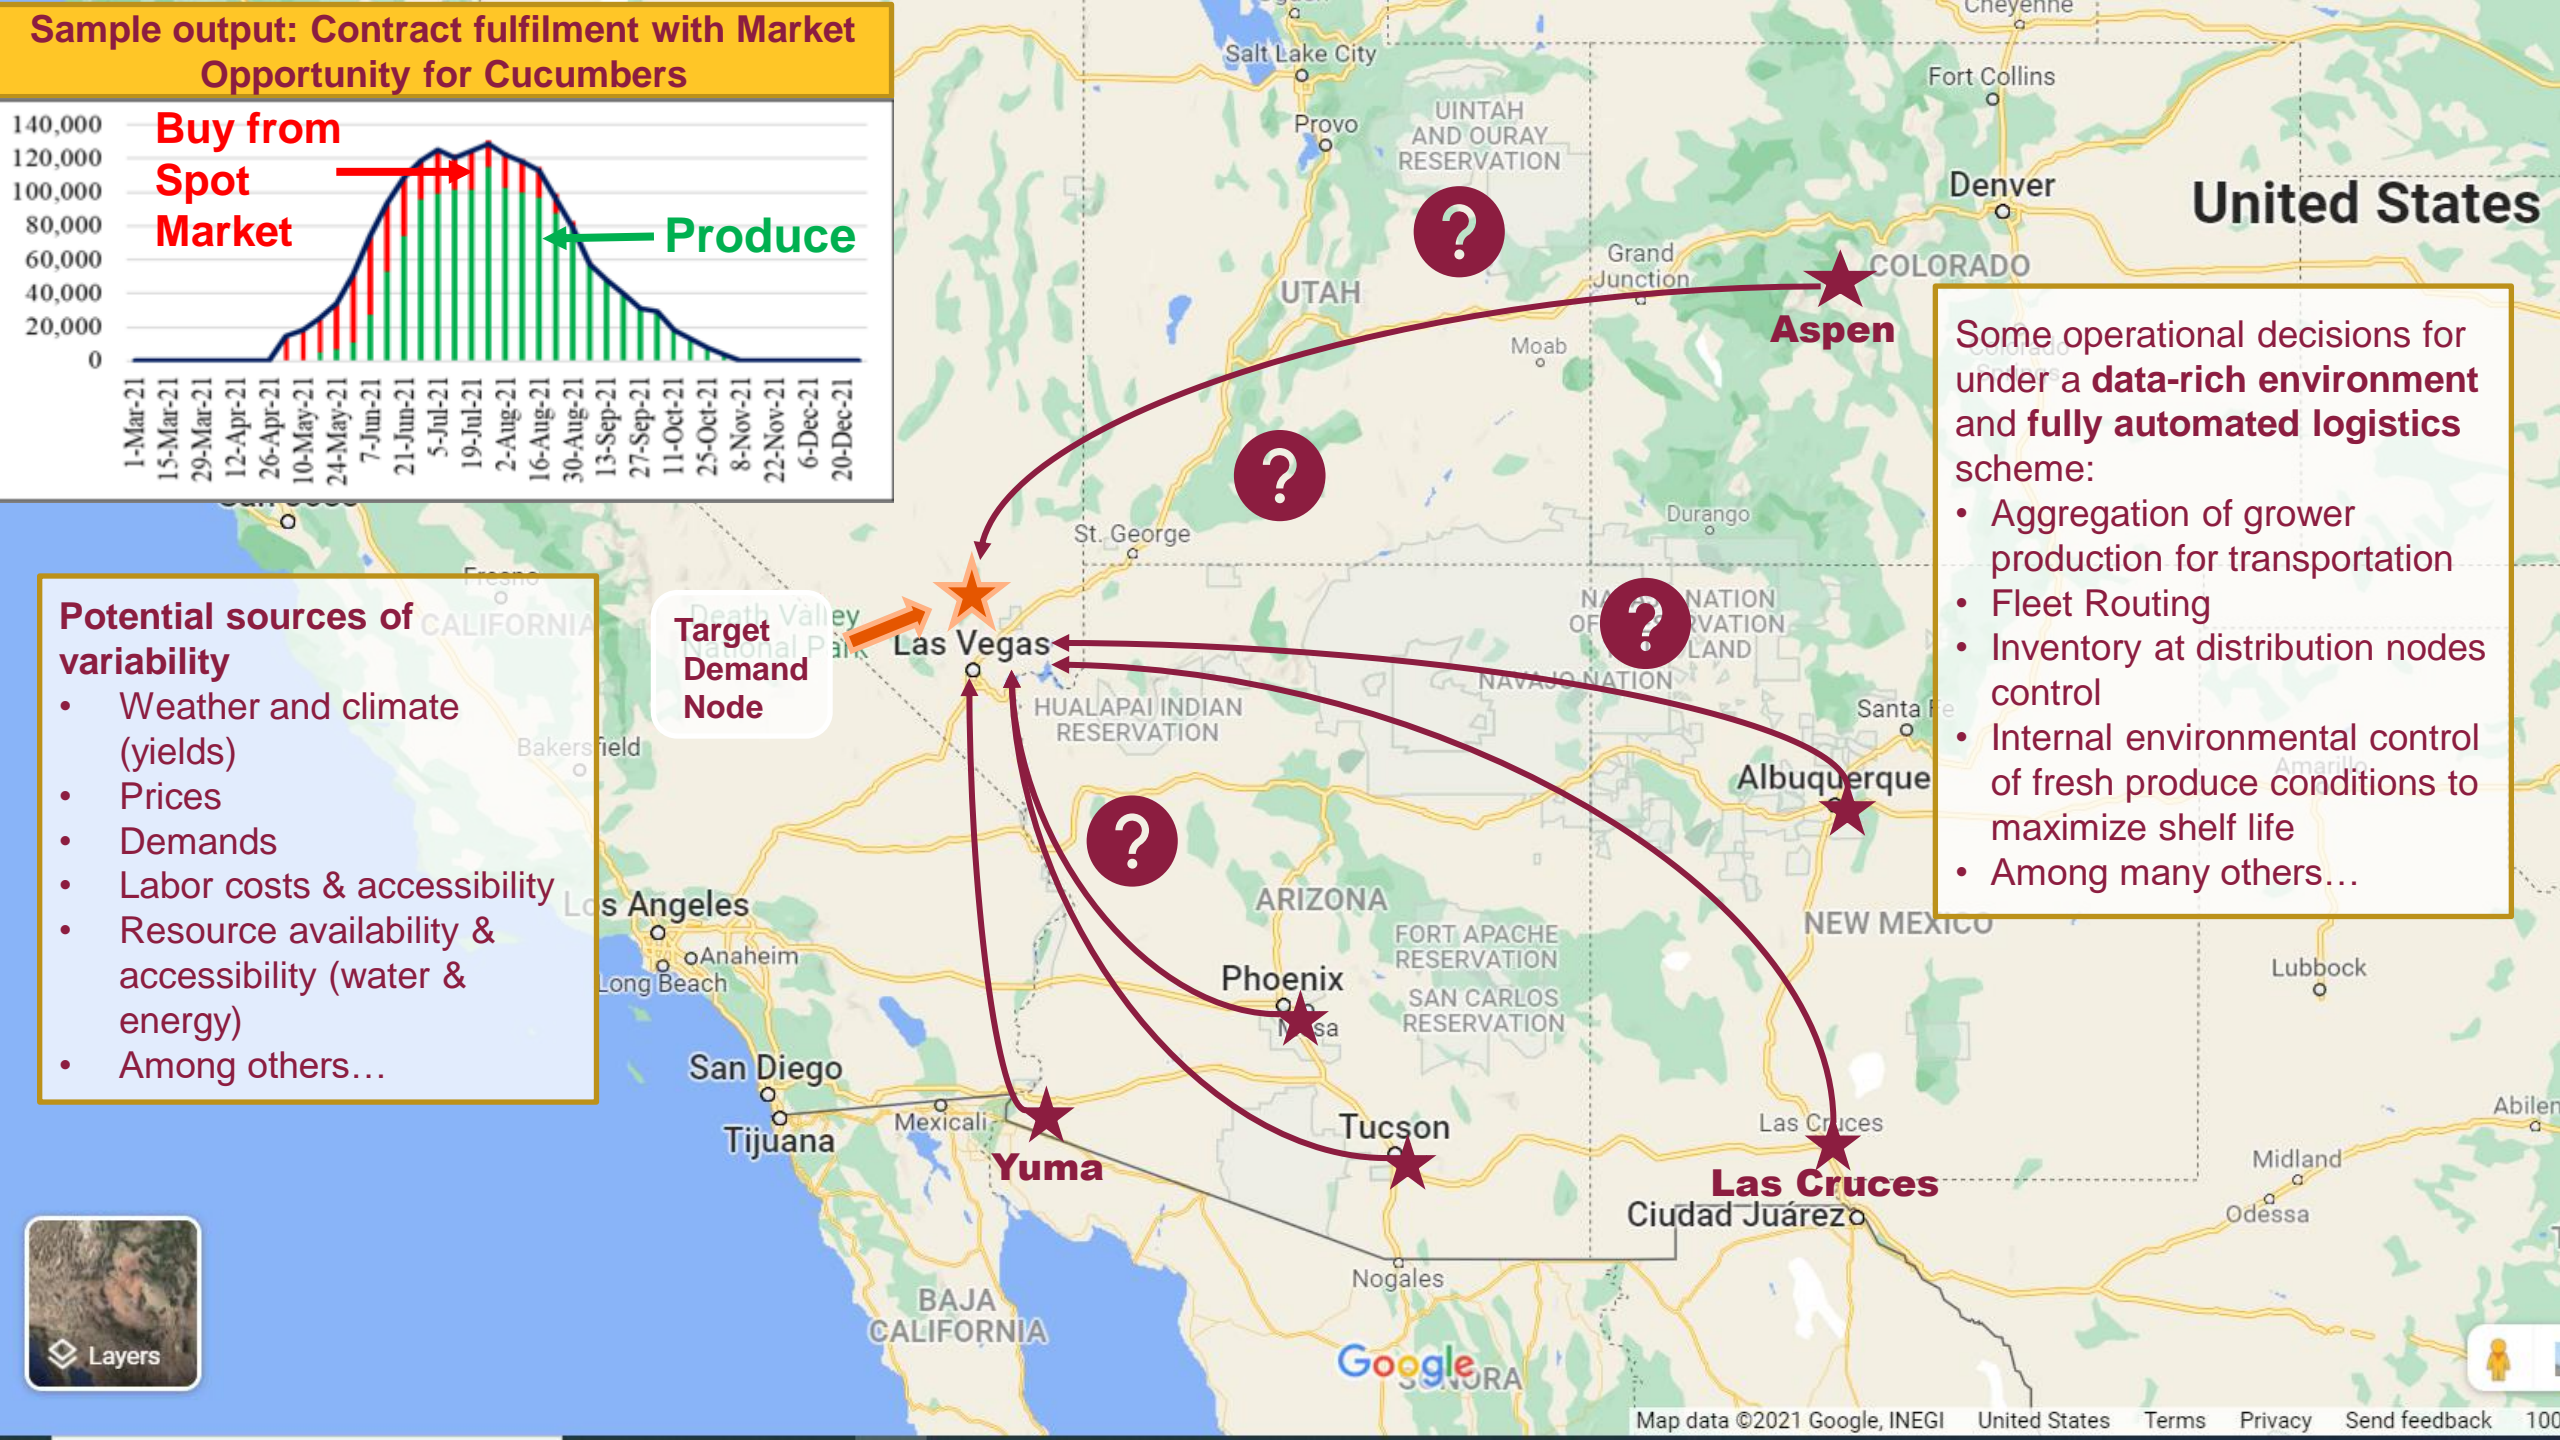 Sample output: Contract fulfilment with Market
Opportunity for Cucumbers
140,000
120,000
100,000
80,000
60,000
40,000
20,000
0
Buy from
Spot
Market
Produce
1-Mar-21
15-Mar-21
29-Mar-21
12-Apr-21
26-Apr-21
10-May-21
24-May-21
7-Jun-21
21-Jun-21
5-Jul-21
19-Jul-21
2-Aug-21
16-Aug-21
30-Aug-21
13-Sep-21
27-Sep-21
11-Oct-21
25-Oct-21
8-Nov-21
22-Nov-21
6-Dec-21
20-Dec-21
Cheyenne
Salt Lake City
Fort Collins
Provo
UINTAH
AND OURAY
RESERVATION
Denver
United States
?
Grand
Junction
COLORADO
UTAH
Aspen
Moab
?
St. George
Durango
Some operational decisions for
under a data-rich environment
and fully automated logistics
scheme:
• Aggregation of grower
production for transportation
• Fleet Routing
• Inventory at distribution nodes
control
• Internal environmental control
of fresh produce conditions to
maximize shelf life
• Among many others…
Fresno
CALIFORNIA
Potential sources of
variability
• Weather and climate
(yields)
• Prices
• Demands
• Labor costs & accessibility
• Resource availability &
accessibility (water &
energy)
• Among others…
Death Valley
National Park
Target
Demand
Node
Las Vegas
?
NATION
LAND
NAVAJO NATION
HUALAPAI INDIAN
RESERVATION
Santa Fe
Bakersfield
Albuquerque
Amarillo
?
Los Angeles
Anaheim
Long Beach
ARIZONA
FORT APACHE
RESERVATION
NEW MEXICO
Phoenix
Mesa
SAN CARLOS
RESERVATION
Lubbock
San Diego
Tijuana
Mexicali
Yuma
Tucson
Las Cruces
Las Cruces
Ciudad Juárez
Midland
Odessa
Nogales
BAJA
CALIFORNIA
Layers
Google
SONORA
Map data ©2021 Google, INEGI United States Terms Privacy Send feedback